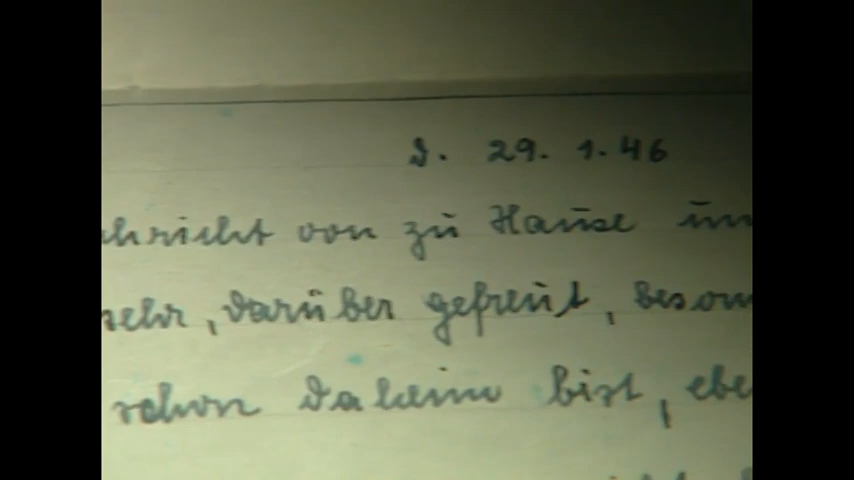 d. 29. 1. 46
chricht von zu Hause un
sehr, darüber gefreut, beson
schon daheim bist, ebe